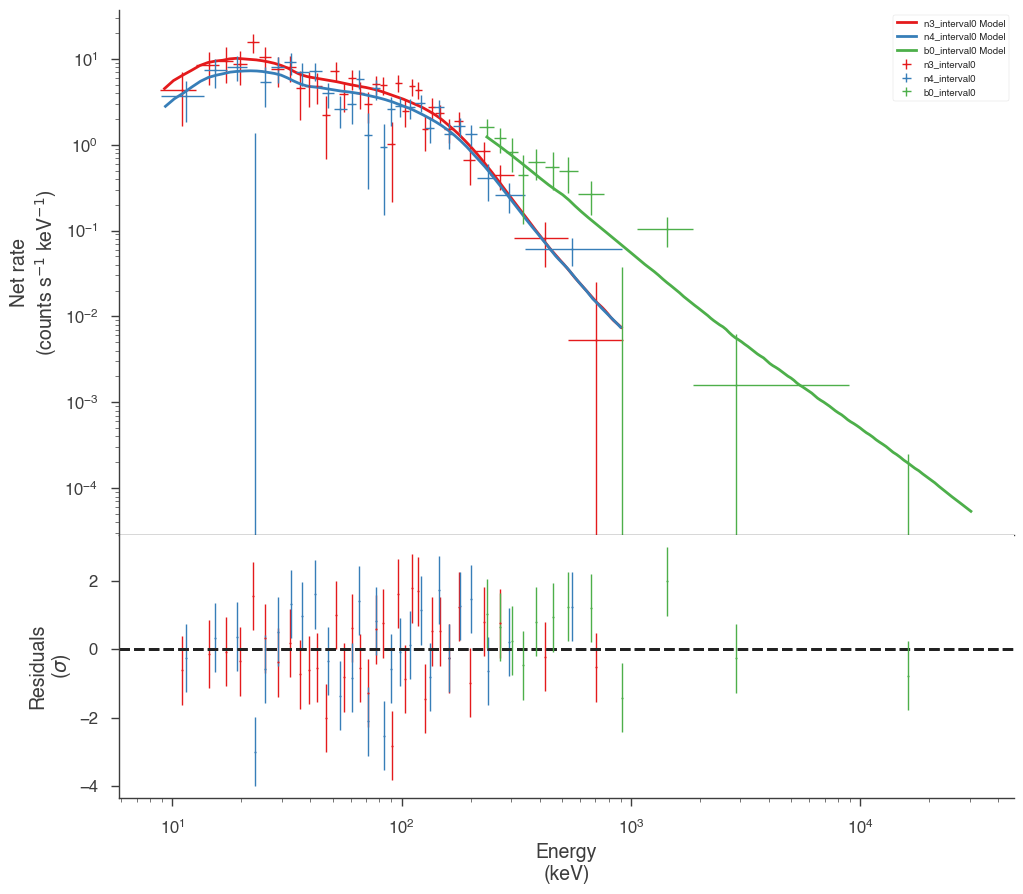 n3_interval0 Model
n4_interval0 Model
b0_interval0 Model
n3_interval0
n4_interval0
b0_interval0
Net rate
(counts s⁻¹ keV⁻¹)
10¹
10⁰
10⁻¹
10⁻²
10⁻³
10⁻⁴
Residuals
(σ)
2
0
−2
−4
10¹ 10² 10³ 10⁴
Energy
(keV)